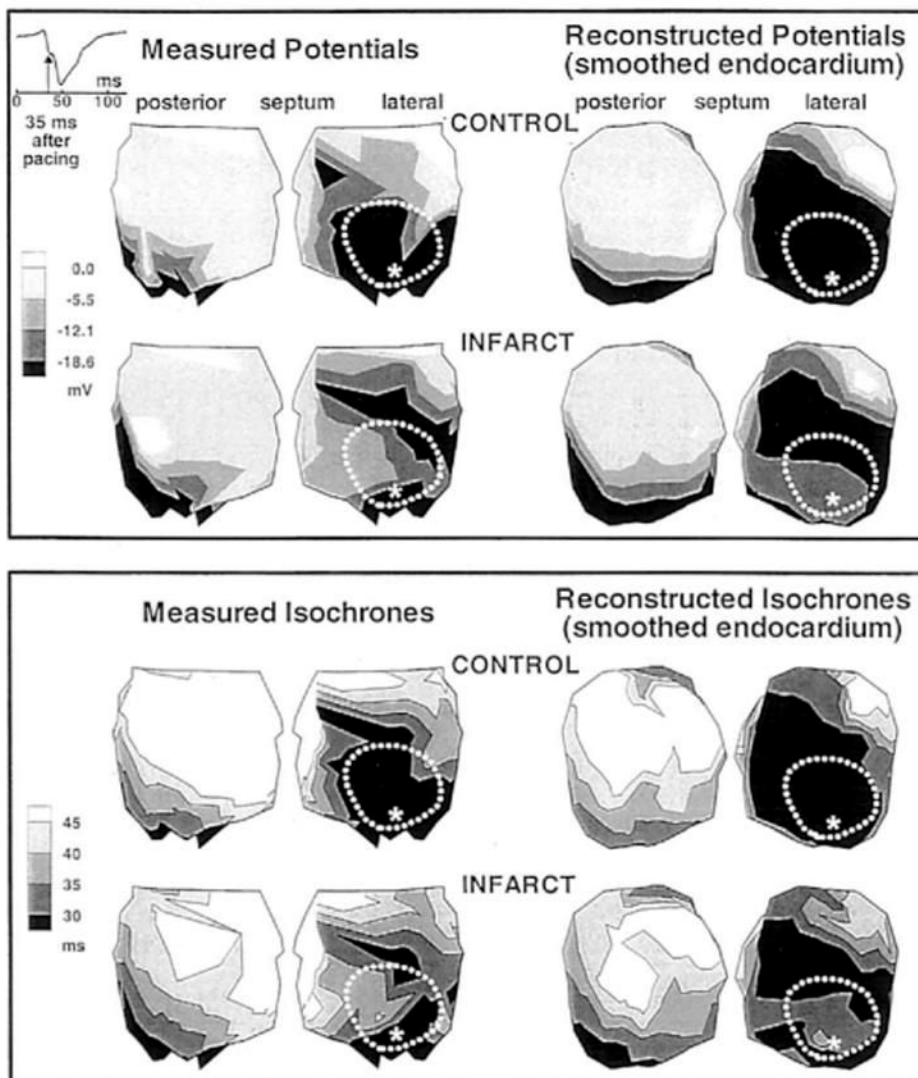 Measured Potentials
Reconstructed Potentials
(smoothed endocardium)
ms
0 50 100
35 ms
after
pacing
posterior septum lateral
posterior septum lateral
CONTROL
0.0
-5.5
-12.1
-18.6
mV
INFARCT
*
*
*
*
Measured Isochrones
Reconstructed Isochrones
(smoothed endocardium)
CONTROL
45
40
35
30
ms
INFARCT
*
*
*
*